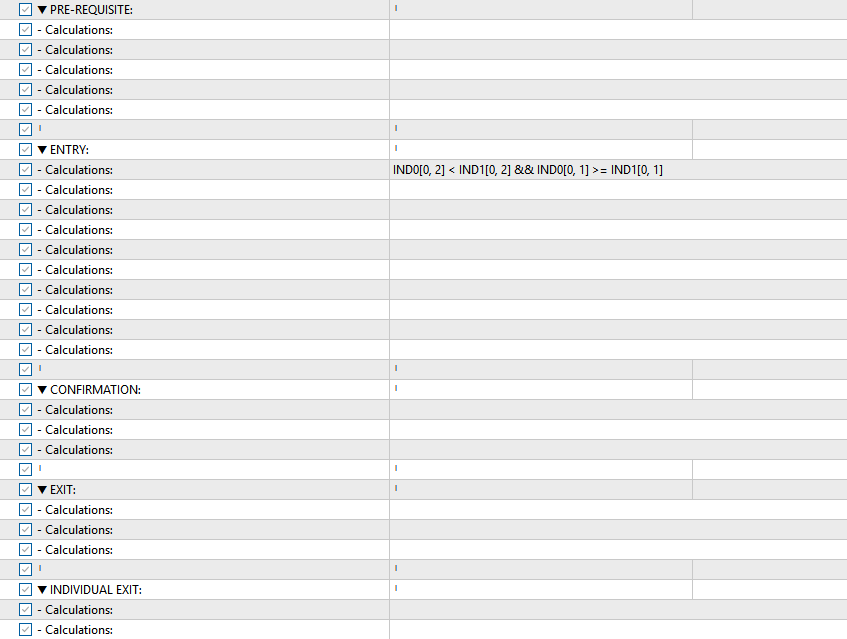 ▼ PRE-REQUISITE:
- Calculations:
- Calculations:
- Calculations:
- Calculations:
- Calculations:
▼ ENTRY:
- Calculations: IND0[0, 2] < IND1[0, 2] && IND0[0, 1] >= IND1[0, 1]
- Calculations:
- Calculations:
- Calculations:
- Calculations:
- Calculations:
- Calculations:
- Calculations:
- Calculations:
- Calculations:
▼ CONFIRMATION:
- Calculations:
- Calculations:
- Calculations:
▼ EXIT:
- Calculations:
- Calculations:
- Calculations:
▼ INDIVIDUAL EXIT:
- Calculations:
- Calculations: